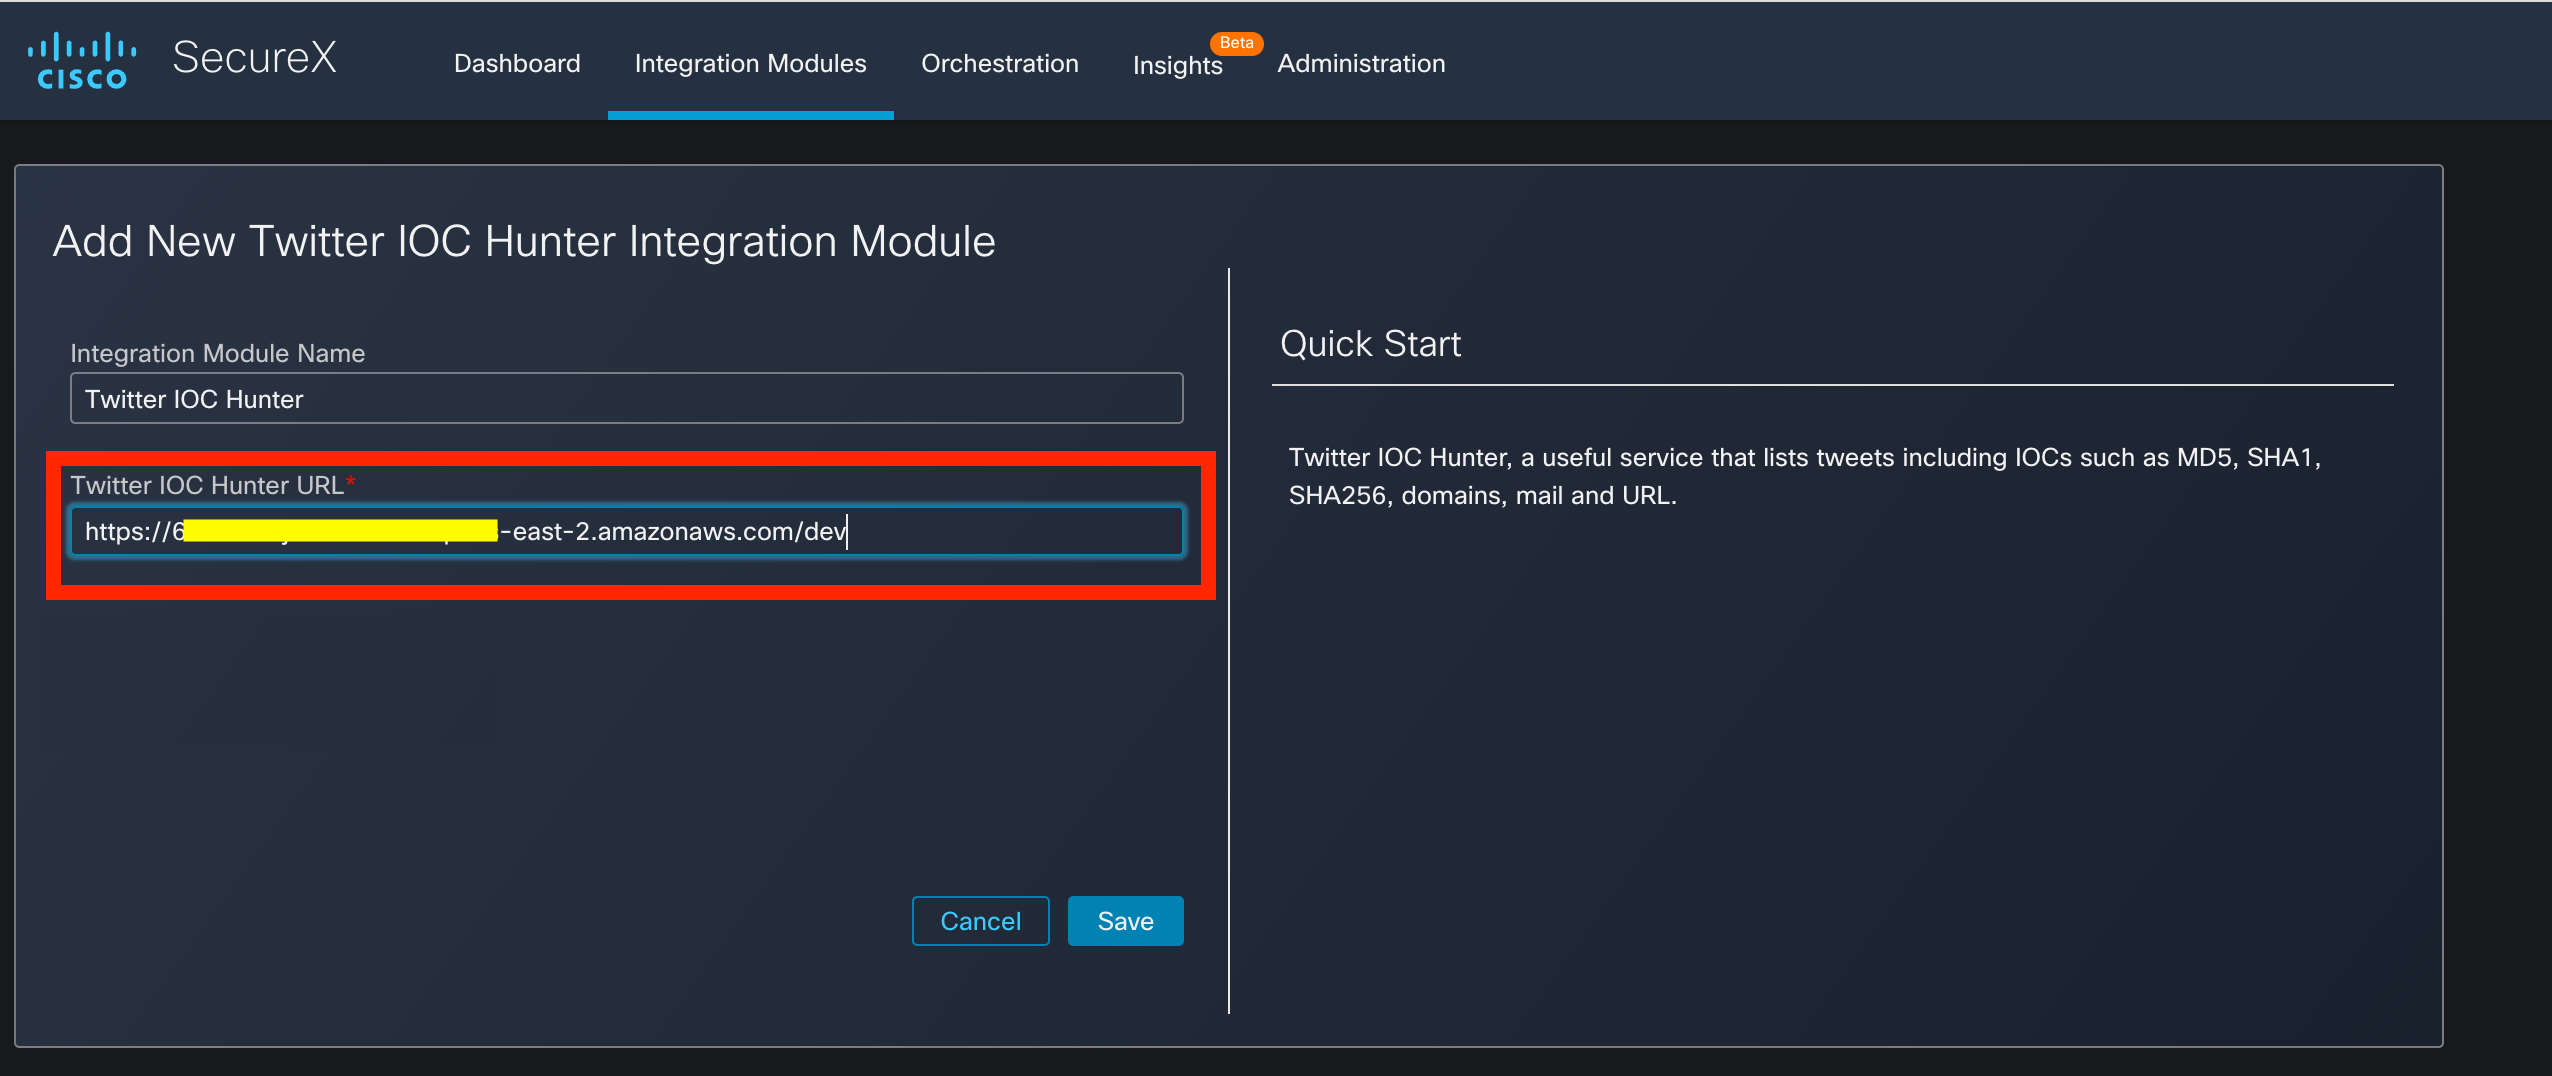 CISCO SecureX Dashboard Integration Modules Orchestration Insights Beta Administration
Add New Twitter IOC Hunter Integration Module
Integration Module Name
Twitter IOC Hunter
Twitter IOC Hunter URL*
https://6 -east-2.amazonaws.com/dev
Cancel Save
Quick Start
Twitter IOC Hunter, a useful service that lists tweets including IOCs such as MD5, SHA1,
SHA256, domains, mail and URL.